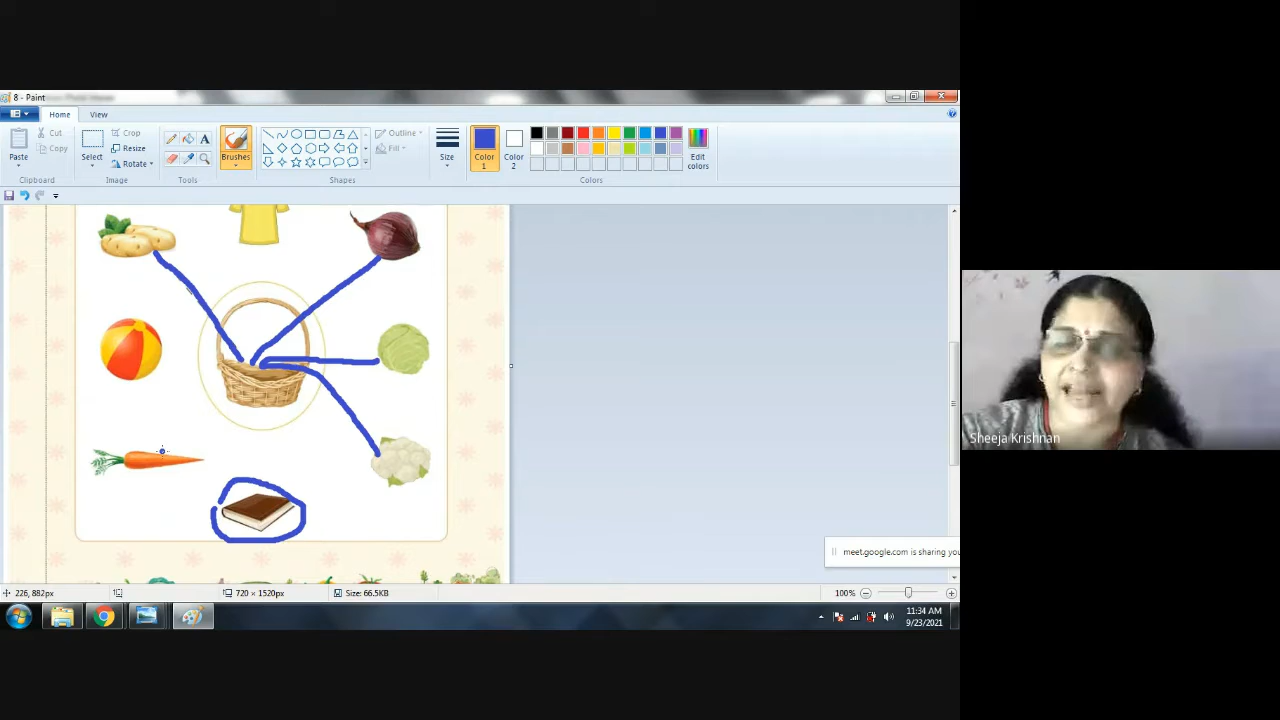 8 - Paint
Home View
Cut
Copy
Paste
Clipboard
Select
Crop
Resize
Rotate
Image
A
Tools
Brushes
Outline
Fill
Shapes
Size
Color 1
Color 2
Edit colors
Colors
Sheeja Krishnan
meet.google.com is sharing you
226, 882px
720 × 1520px
Size: 66.5KB
100%
11:34 AM
9/23/2021